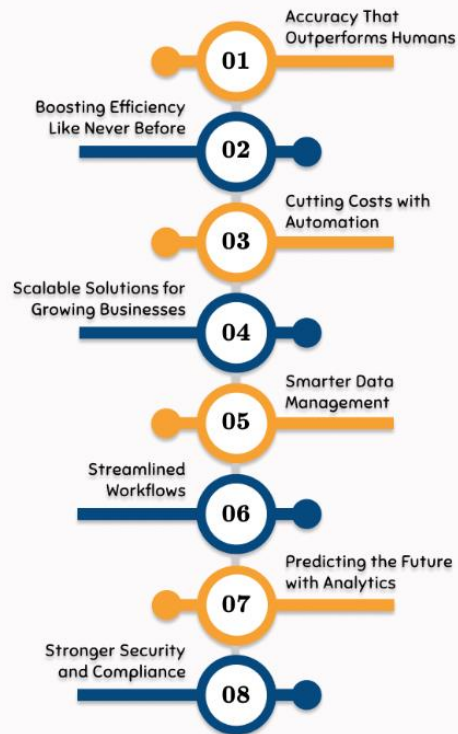 01
Accuracy That
Outperforms Humans
Boosting Efficiency
Like Never Before
02
03
Cutting Costs with
Automation
Scalable Solutions for
Growing Businesses
04
05
Smarter Data
Management
Streamlined
Workflows
06
07
Predicting the Future
with Analytics
Stronger Security
and Compliance
08